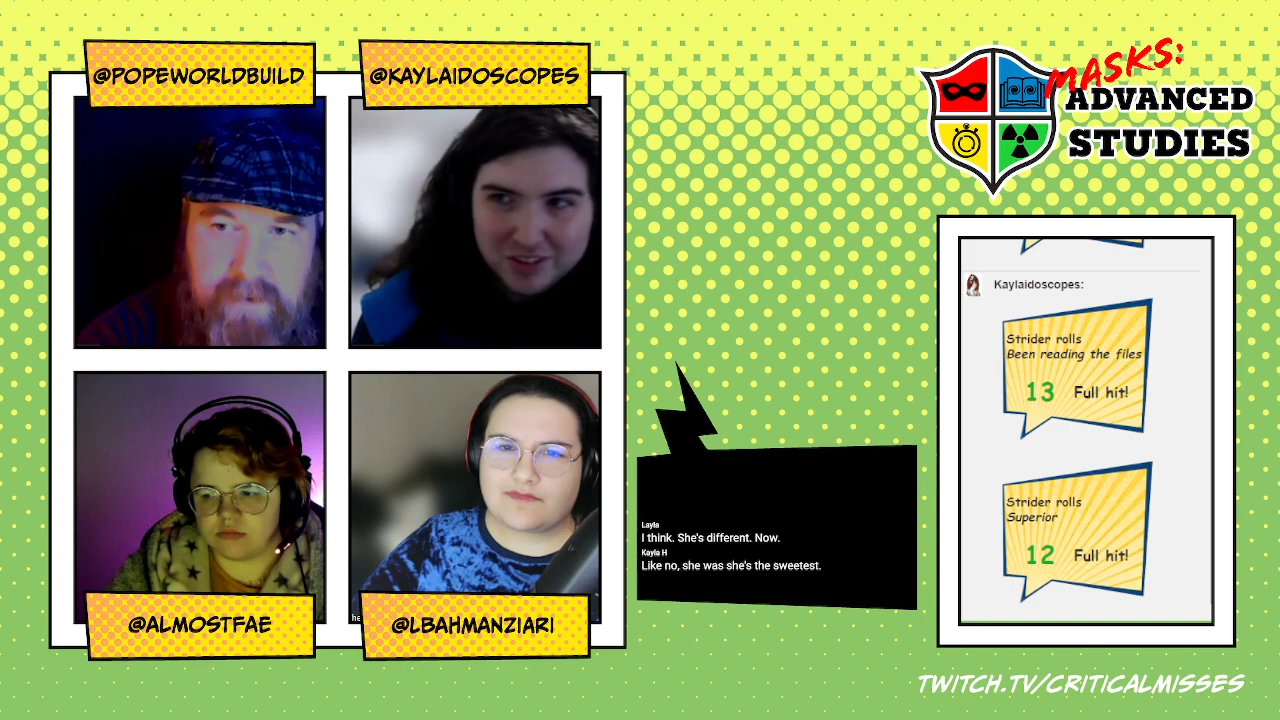 @POPEWORLDBUILD
@KAYLAIDOSCOPES
@ALMOSTFAE
he
@LBAHMANZIARI
Layla
I think. She's different. Now.
Kayla H
Like no, she was she's the sweetest.
MASKS:
ADVANCED
STUDIES
Kaylaidoscopes:
Strider rolls
Been reading the files
13 Full hit!
Strider rolls
Superior
12 Full hit!
TWITCH.TV/CRITICALMISSES